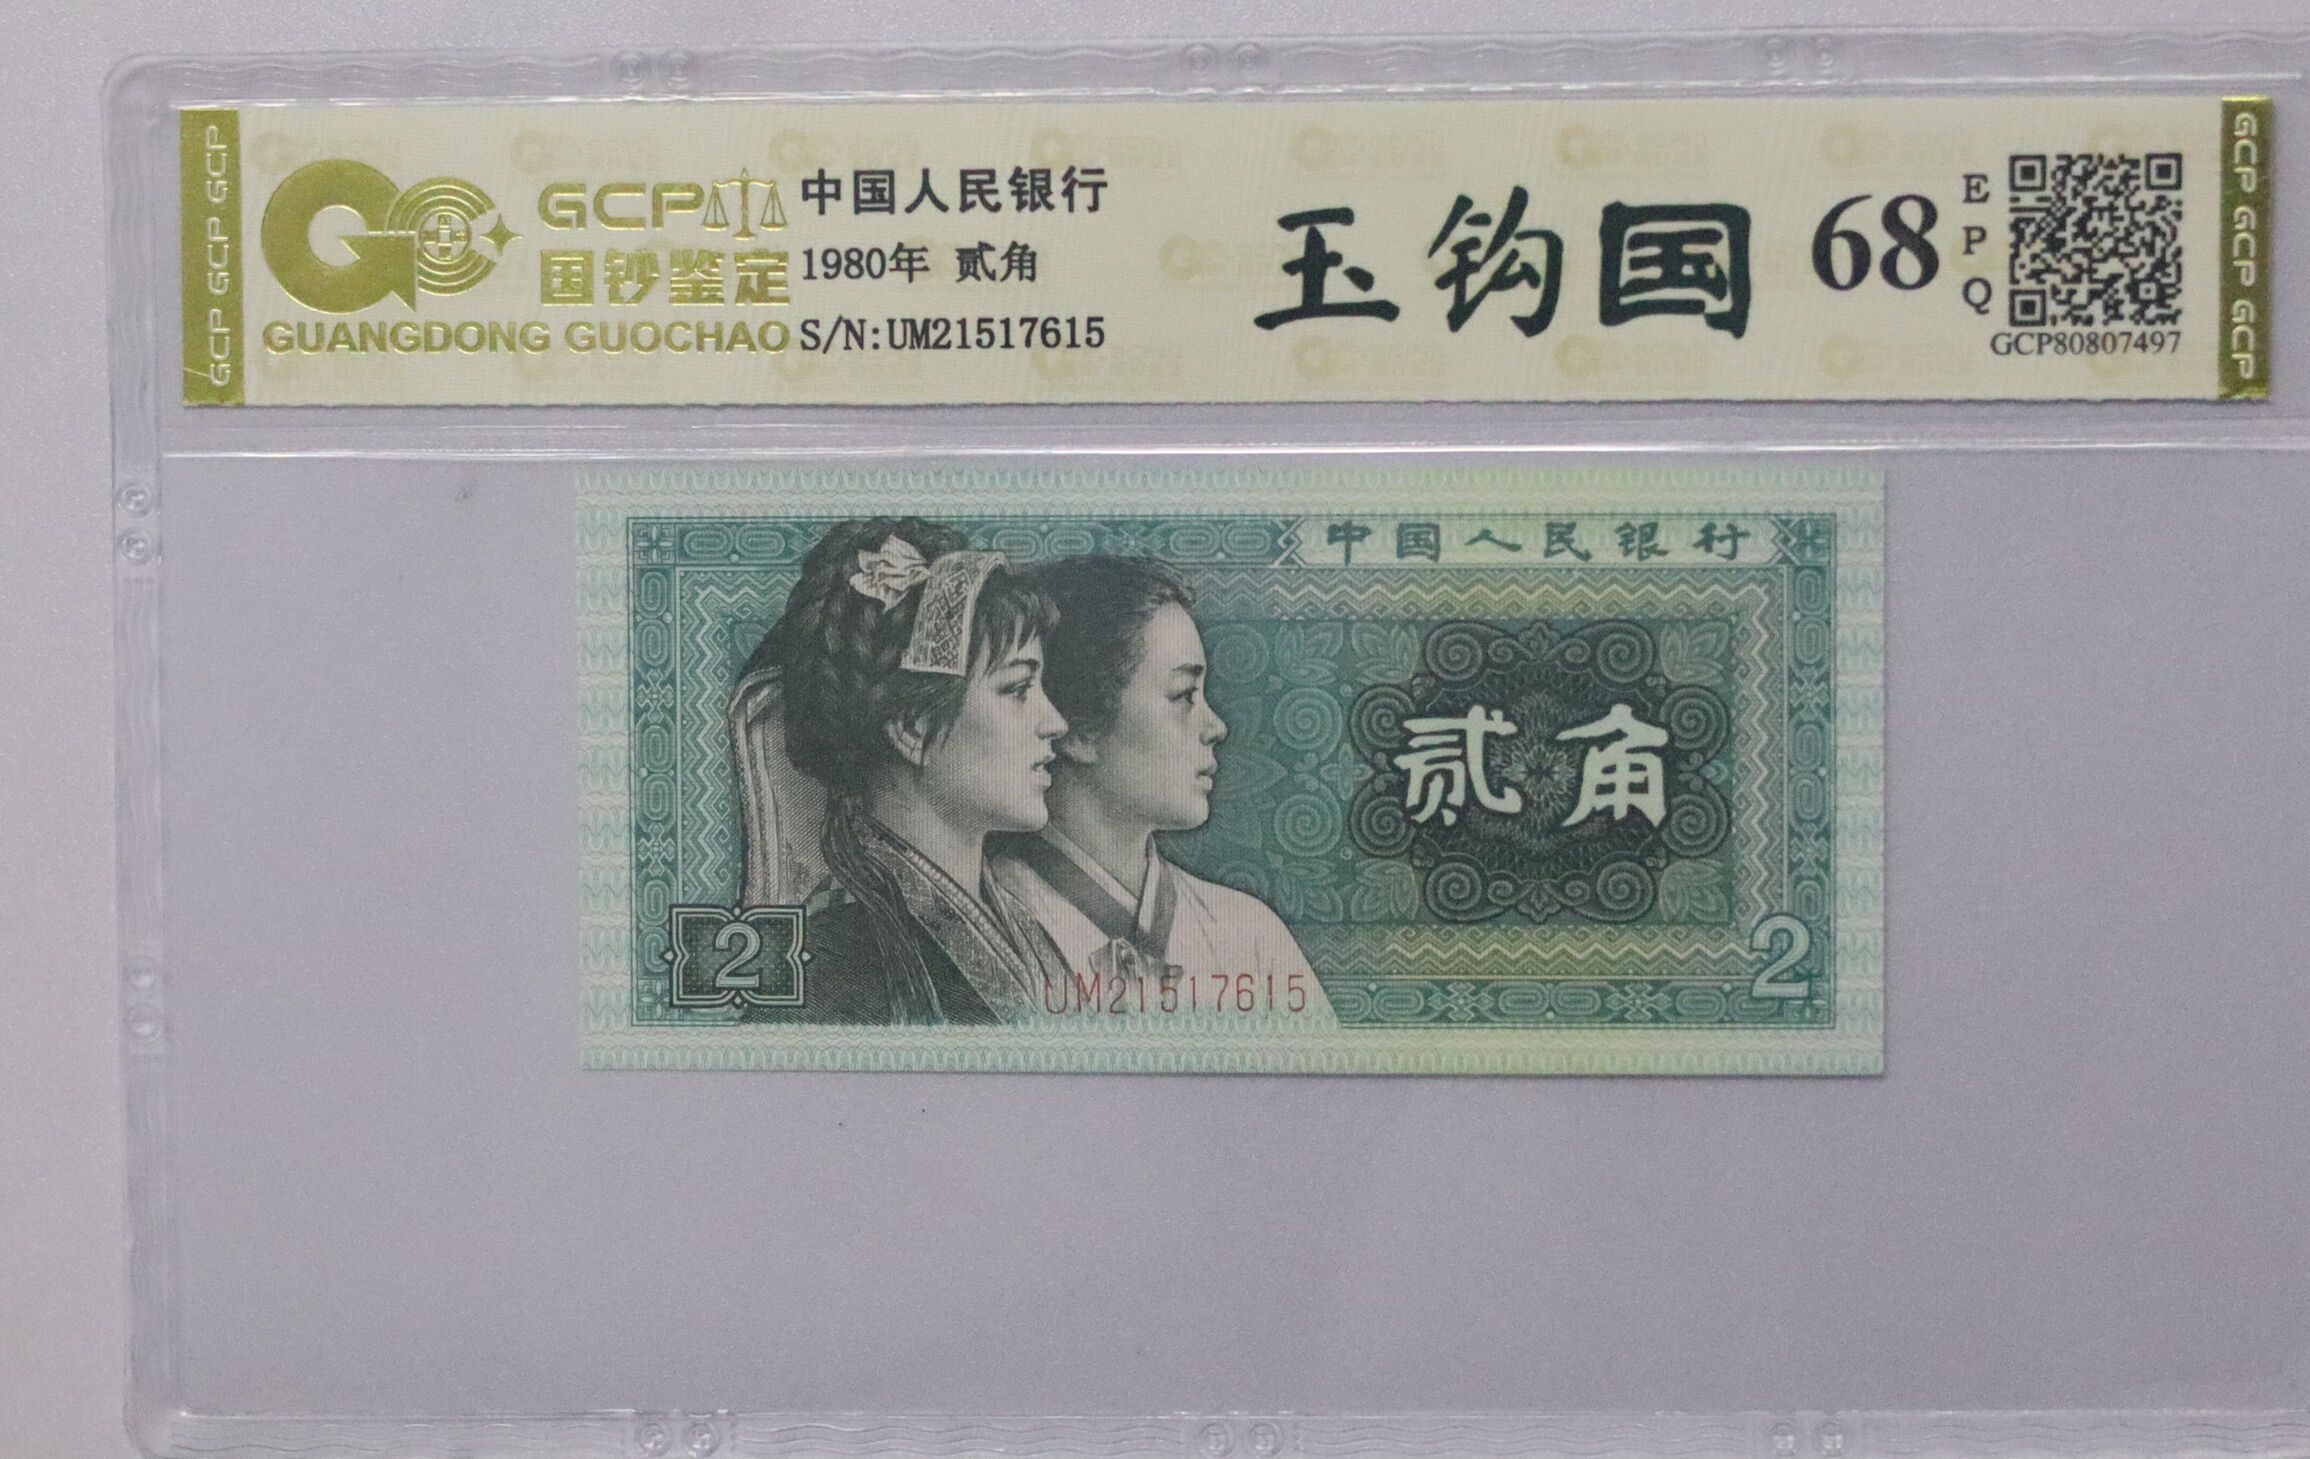 GCP GCP GCP
GCP
国钞鉴定
GUANGDONG GUOCHAO
中国人民银行
1980年 贰角
S/N:UM21517615
玉钩国
68
EPQ
GCP80807497
GCP GCP GCP
中国人民银行
贰角
2
UM21517615
2